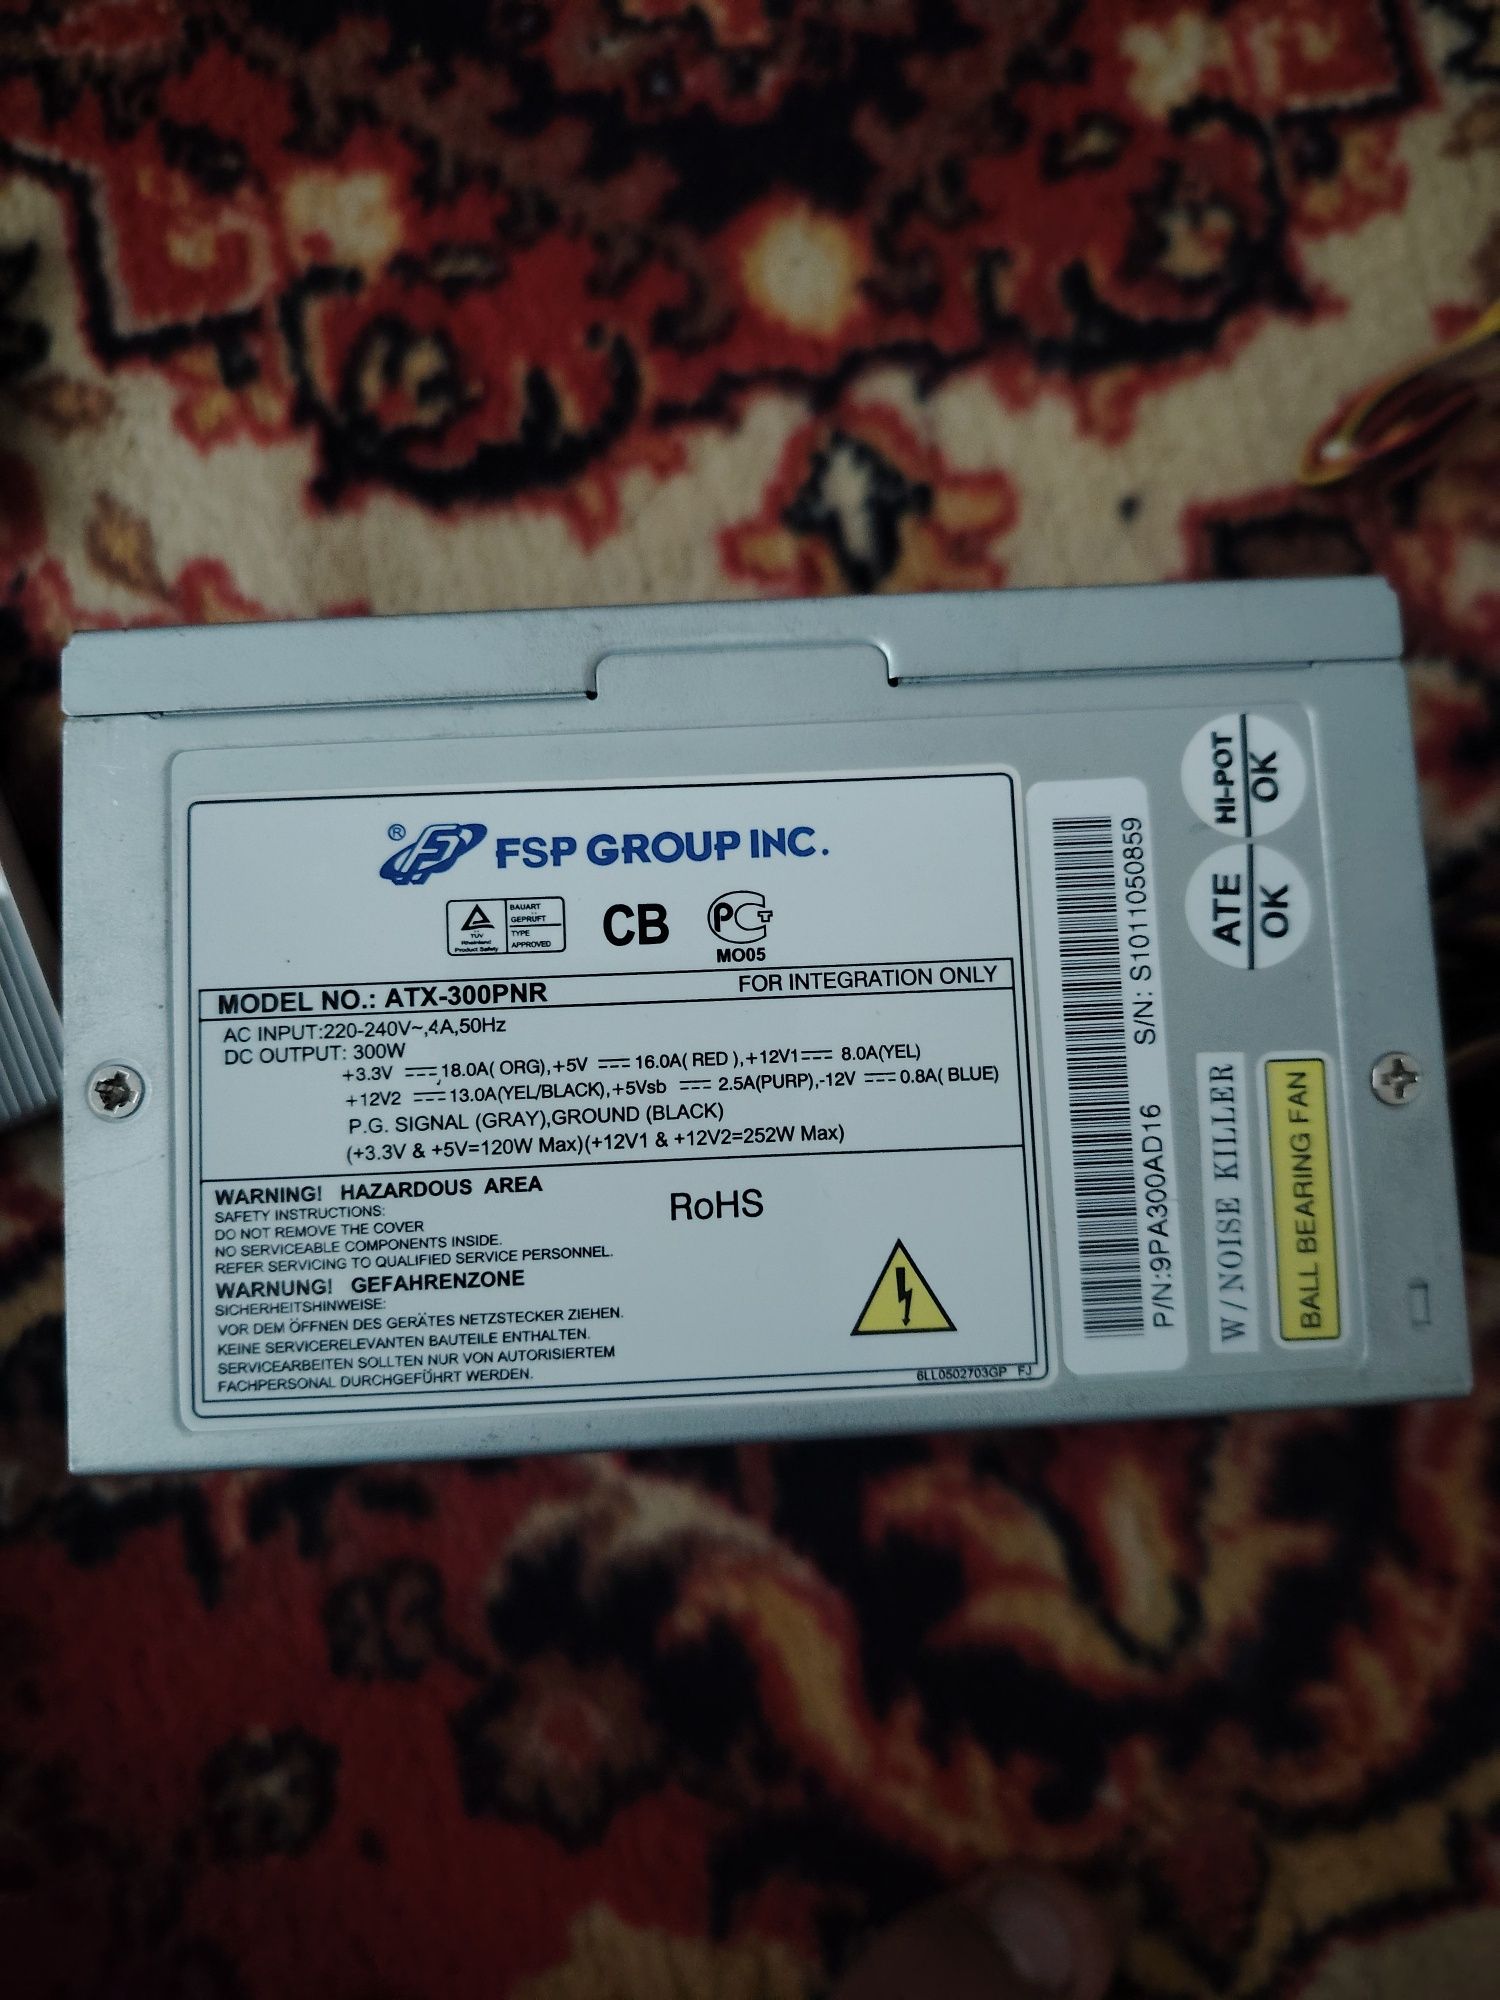 ® FSP GROUP INC.
TÜV
Rheinland
Product Safety
BAUART
GEPRÜFT
TYPE
APPROVED
CB
PCT
MO05
MODEL NO.: ATX-300PNR
FOR INTEGRATION ONLY
AC INPUT:220-240V~,4A,50Hz
DC OUTPUT: 300W
+3.3V ⎓ 18.0A( ORG),+5V ⎓ 16.0A( RED ),+12V1⎓ 8.0A(YEL)
+12V2 ⎓ 13.0A(YEL/BLACK),+5Vsb ⎓ 2.5A(PURP),-12V ⎓ 0.8A( BLUE)
P.G. SIGNAL (GRAY),GROUND (BLACK)
(+3.3V & +5V=120W Max)(+12V1 & +12V2=252W Max)
WARNING! HAZARDOUS AREA
SAFETY INSTRUCTIONS:
DO NOT REMOVE THE COVER
NO SERVICEABLE COMPONENTS INSIDE.
REFER SERVICING TO QUALIFIED SERVICE PERSONNEL.
WARNUNG! GEFAHRENZONE
SICHERHEITSHINWEISE:
VOR DEM ÖFFNEN DES GERÄTES NETZSTECKER ZIEHEN.
KEINE SERVICERELEVANTEN BAUTEILE ENTHALTEN.
SERVICEARBEITEN SOLLTEN NUR VON AUTORISIERTEM
FACHPERSONAL DURCHGEFÜHRT WERDEN.
RoHS
6LL0502703GP FJ
P/N:9PA300AD16 S/N: S1011050859
HI-POT
OK
ATE
OK
W/NOISE KILLER
BALL BEARING FAN